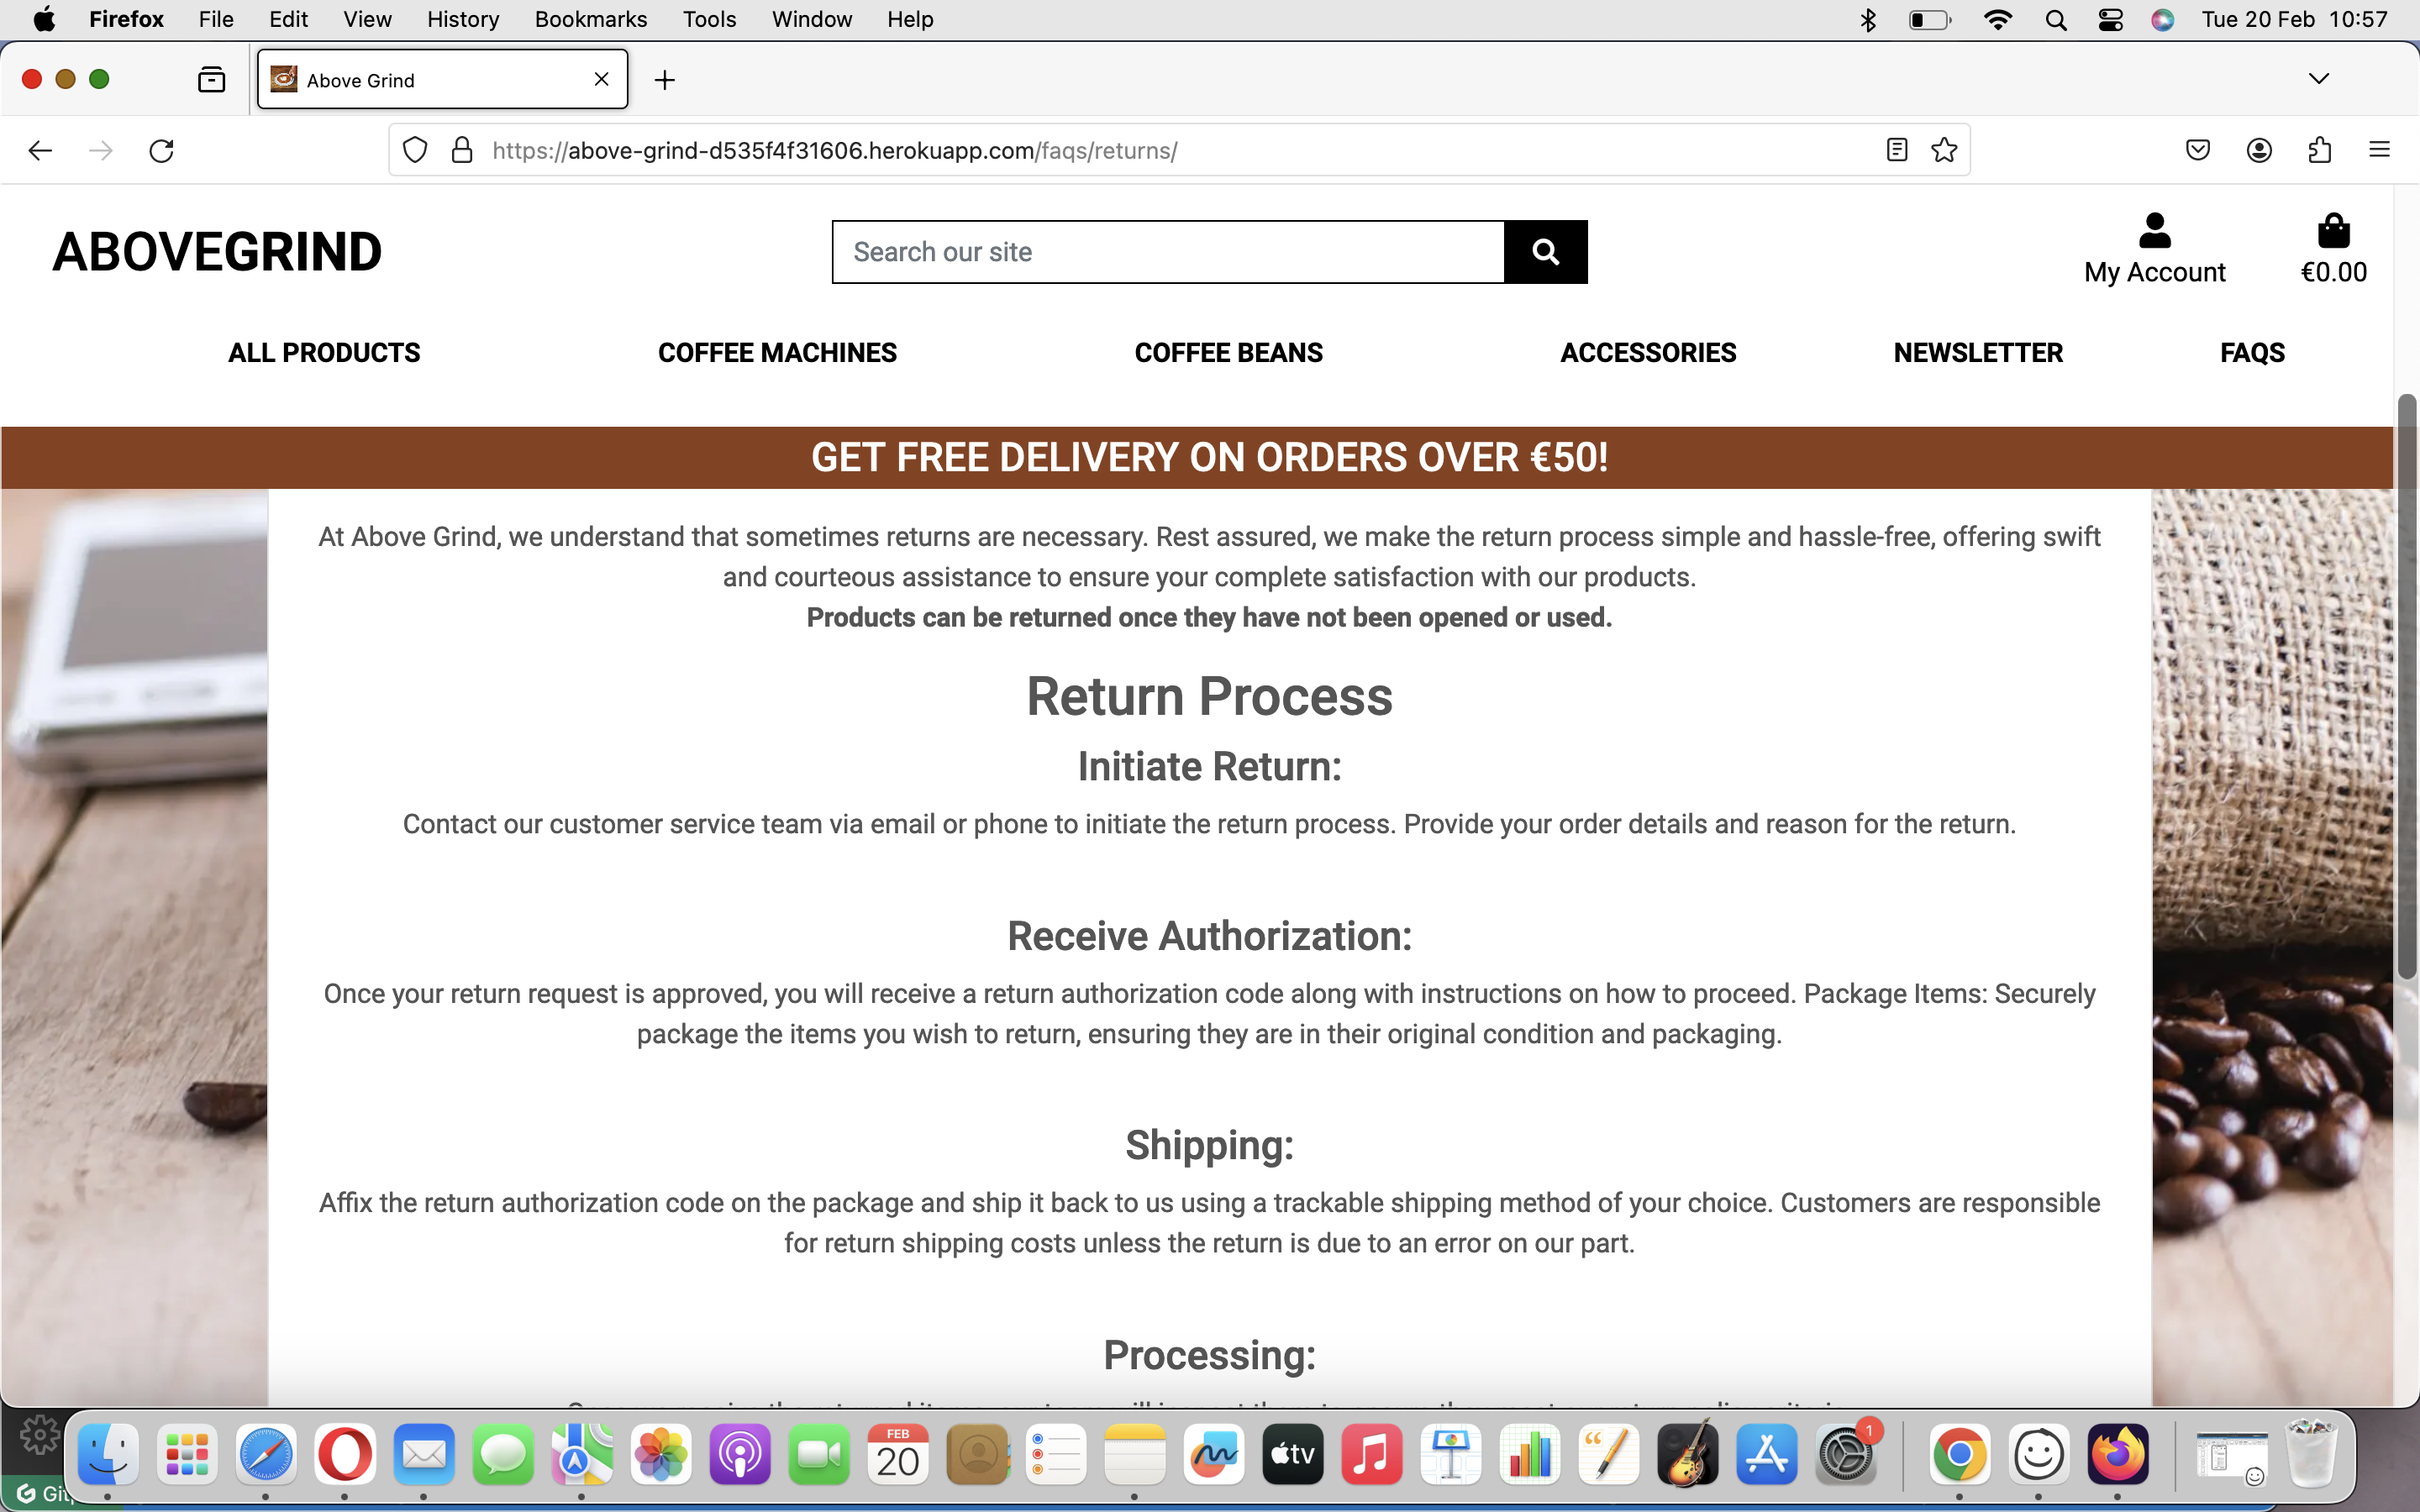 Firefox File Edit View History Bookmarks Tools Window Help Tue 20 Feb 10:57
Above Grind
https://above-grind-d535f4f31606.herokuapp.com/faqs/returns/
ABOVEGRIND
Search our site
My Account
€0.00
ALL PRODUCTS COFFEE MACHINES COFFEE BEANS ACCESSORIES NEWSLETTER FAQS
GET FREE DELIVERY ON ORDERS OVER €50!
At Above Grind, we understand that sometimes returns are necessary. Rest assured, we make the return process simple and hassle-free, offering swift
and courteous assistance to ensure your complete satisfaction with our products.
Products can be returned once they have not been opened or used.
Return Process
Initiate Return:
Contact our customer service team via email or phone to initiate the return process. Provide your order details and reason for the return.
Receive Authorization:
Once your return request is approved, you will receive a return authorization code along with instructions on how to proceed. Package Items: Securely
package the items you wish to return, ensuring they are in their original condition and packaging.
Shipping:
Affix the return authorization code on the package and ship it back to us using a trackable shipping method of your choice. Customers are responsible
for return shipping costs unless the return is due to an error on our part.
Processing:
FEB
20
tv
1